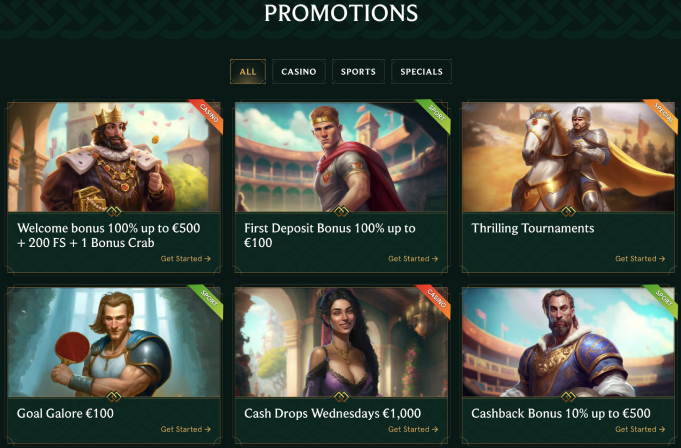 PROMOTIONS
ALL CASINO SPORTS SPECIALS
CASINO
SPORT
SPECIAL
Welcome bonus 100% up to €500
+ 200 FS + 1 Bonus Crab
Get Started →
First Deposit Bonus 100% up to
€100
Get Started →
Thrilling Tournaments
Get Started →
SPORT
CASINO
SPORT
Goal Galore €100
Get Started →
Cash Drops Wednesdays €1,000
Get Started →
Cashback Bonus 10% up to €500
Get Started →